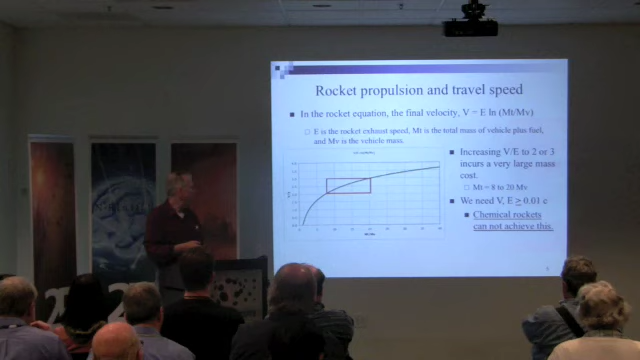 Rocket propulsion and travel speed
In the rocket equation, the final velocity, V = E ln (Mt/Mv)
E is the rocket exhaust speed, Mt is the total mass of vehicle plus fuel,
and Mv is the vehicle mass.
Increasing V/E to 2 or 3
incurs a very large mass
cost.
Mt = 8 to 20 Mv
We need V, E ≥ 0.01 c
Chemical rockets
can not achieve this.